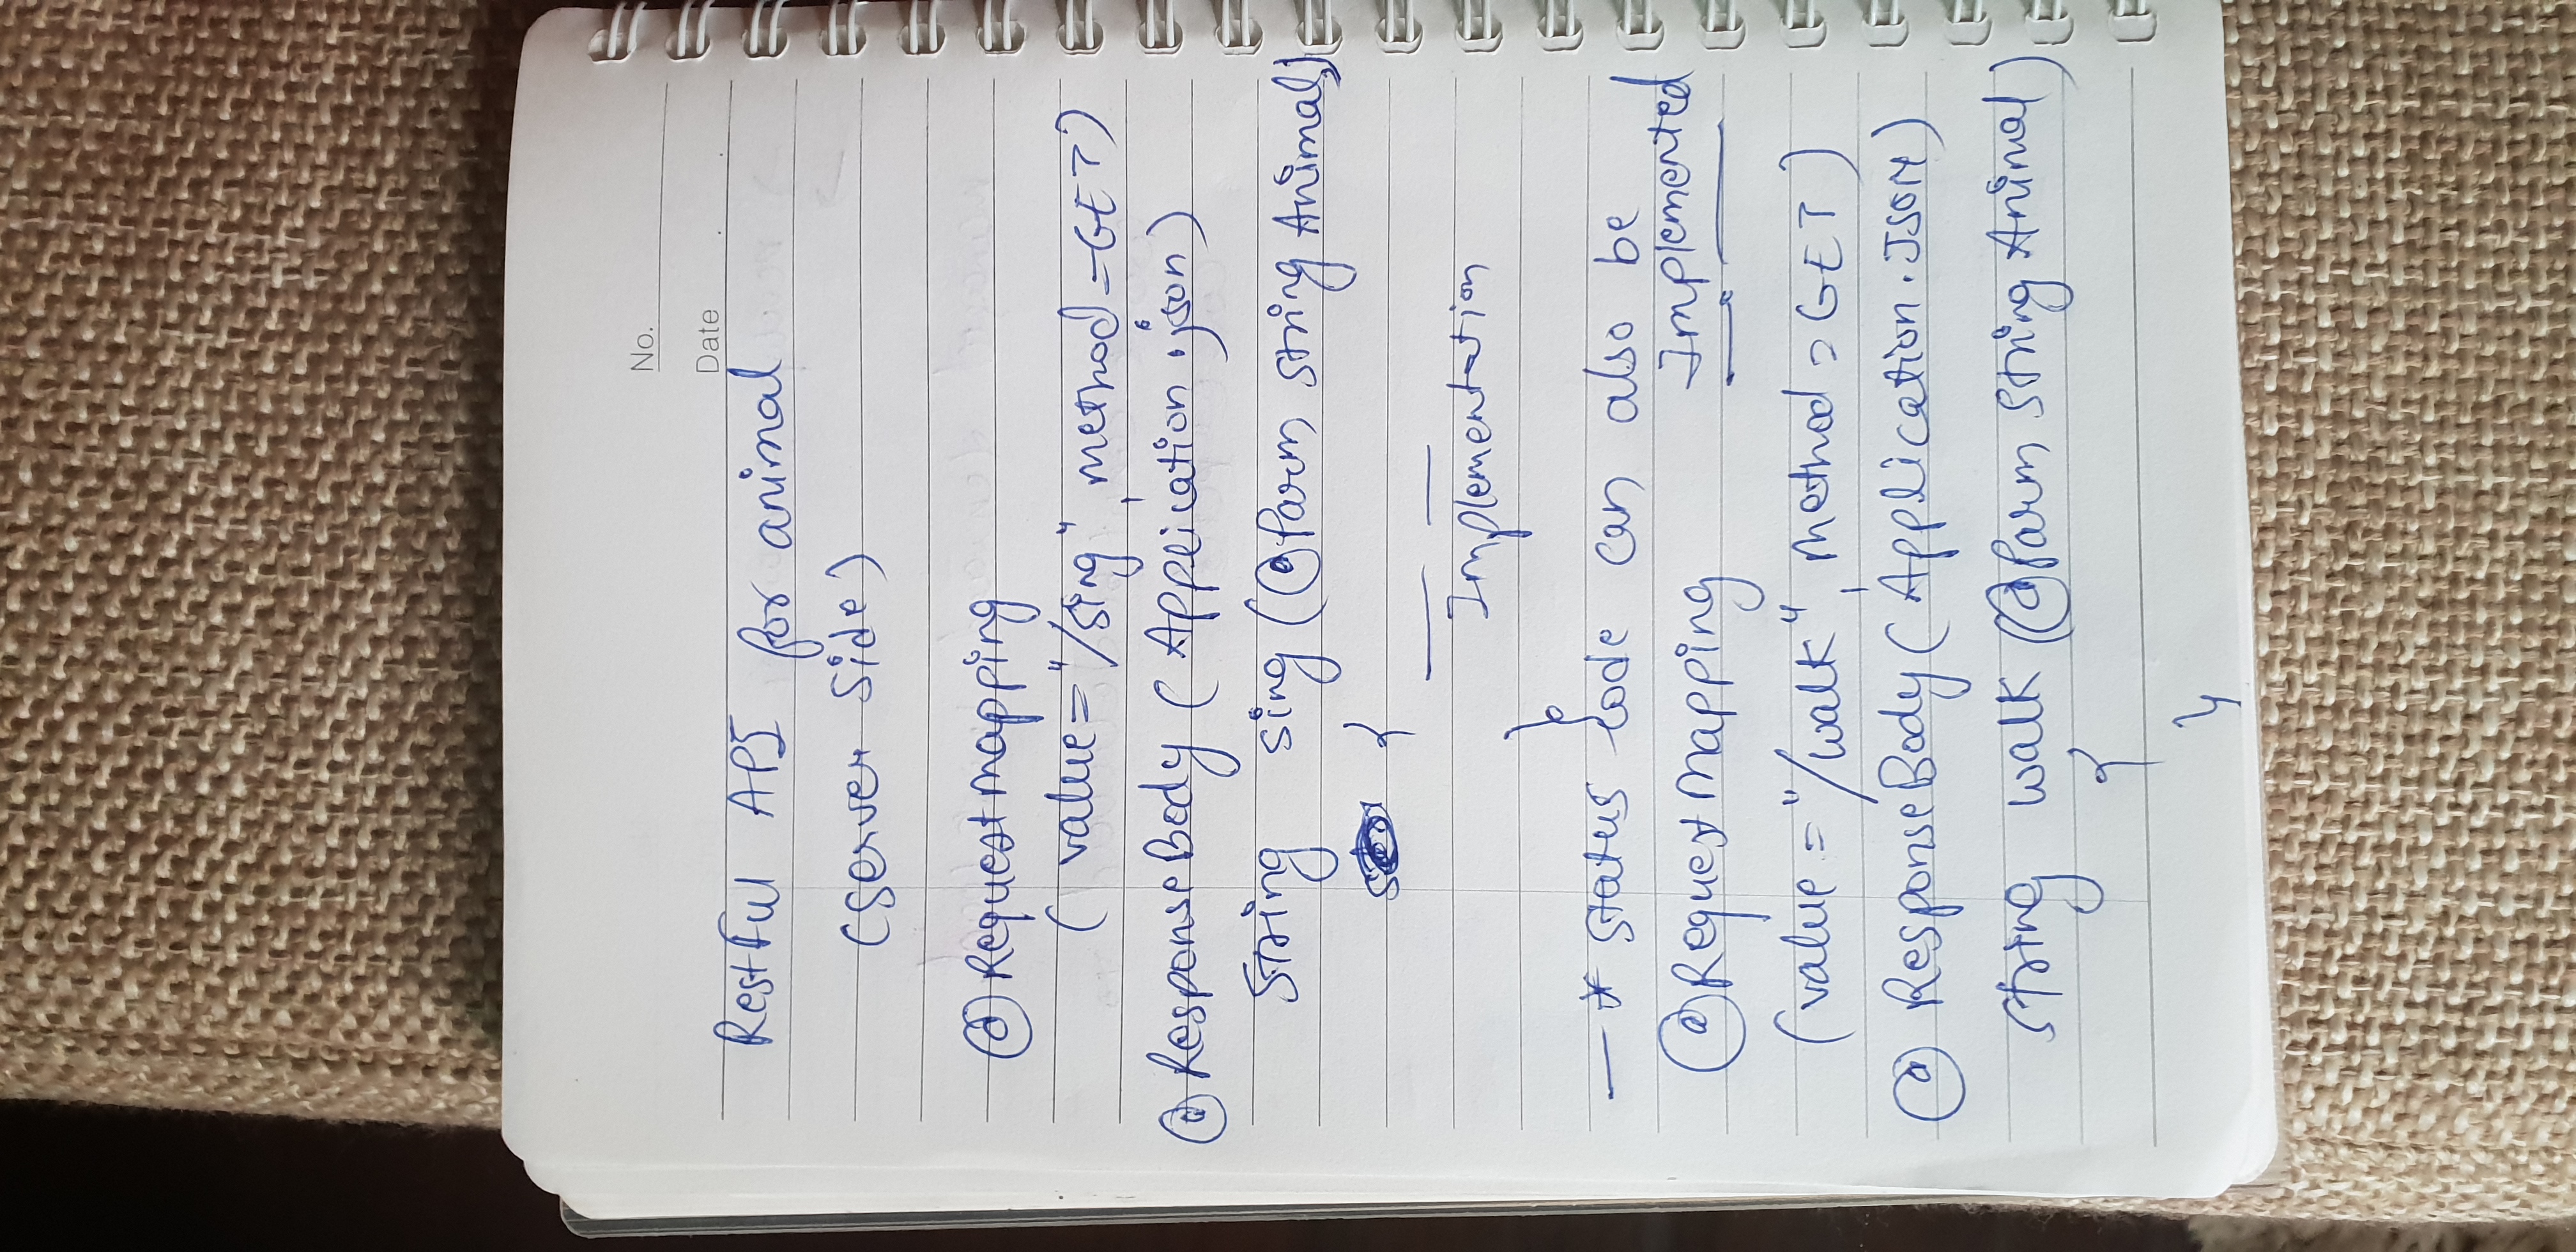 No.
Date
Restful API for animal
(Server Side)
@Requestmapping
( value="/sing", method=GET)
@ResponseBody ( Application.json)
String sing (@Parm String Animal)
{
Implementation
}
—* Status code can also be
Implemented
@Requestmapping
(value="/walk", Method=GET)
@ResponseBody ( Application.JSON)
String walk (@Parm String Animal)
{
}